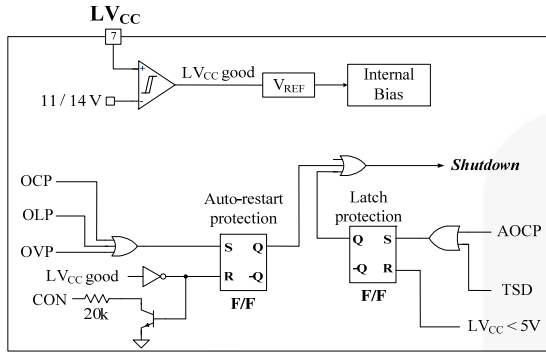 LVCC
7
LVCC good
VREF
Internal
Bias
11 / 14 V
+
-
Shutdown
OCP
OLP
OVP
Auto-restart
protection
S Q
R -Q
F/F
Latch
protection
Q S
-Q R
F/F
AOCP
TSD
LVCC < 5V
LVCC good
CON
20k